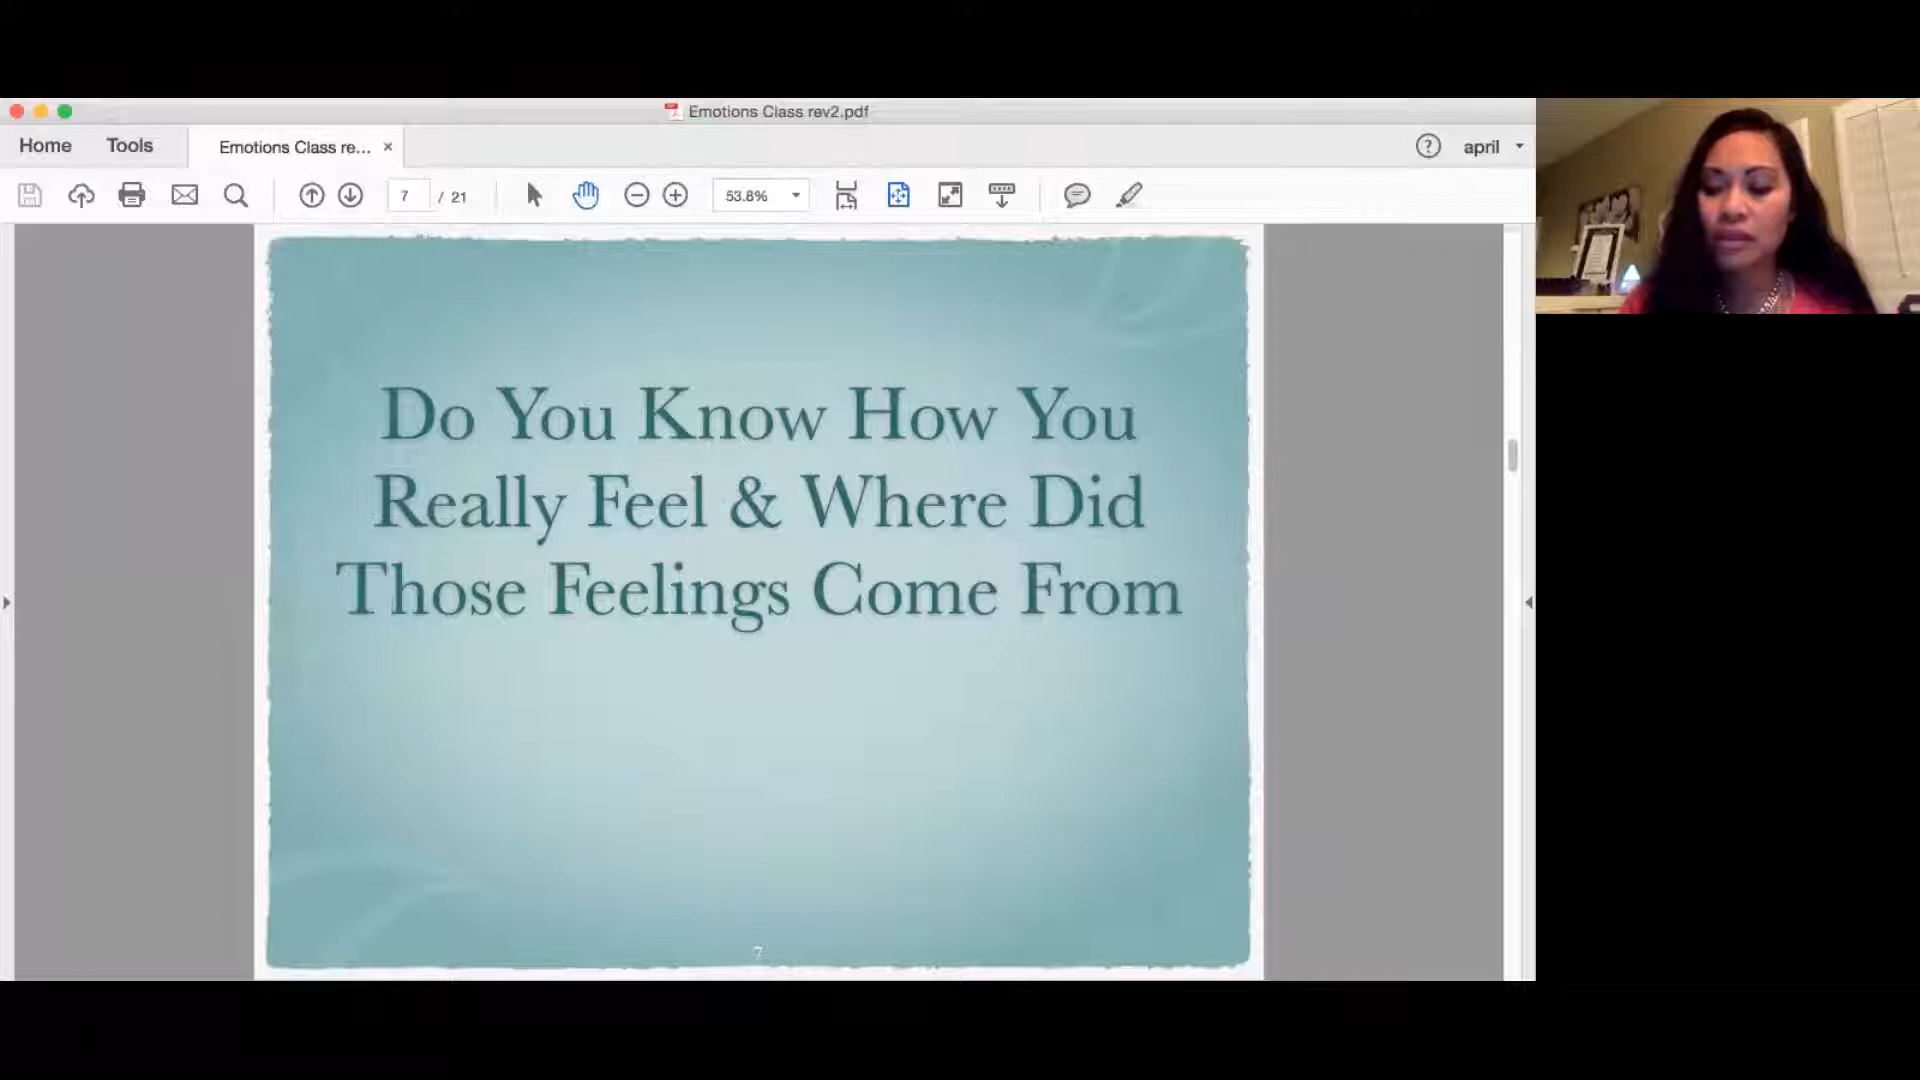 Emotions Class rev2.pdf
Home Tools Emotions Class re... × ? april
7 / 21 53.8%
Do You Know How You
Really Feel & Where Did
Those Feelings Come From
7